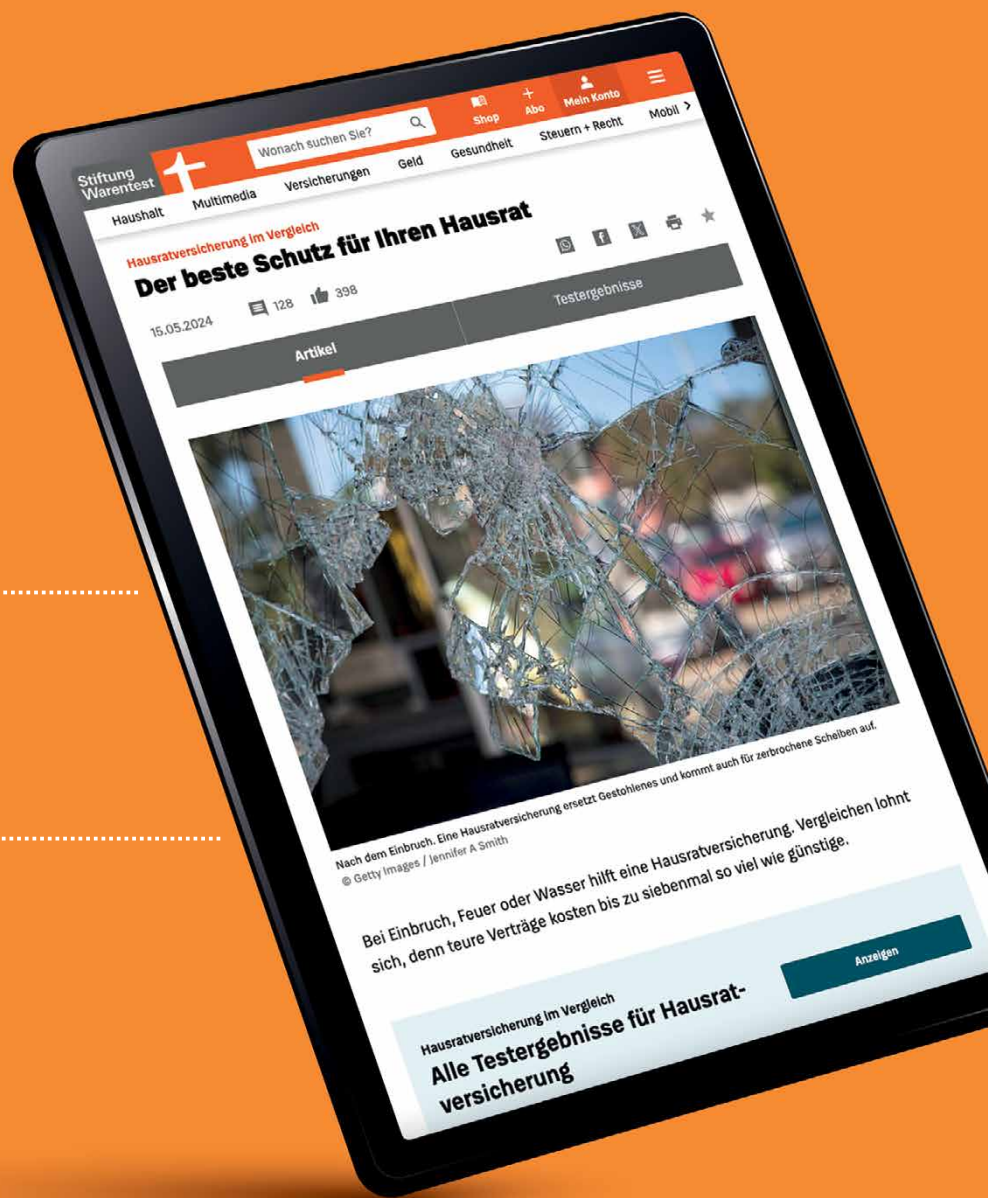 Stiftung
Warentest
Wonach suchen Sie?
Shop
Abo
Mein Konto
Haushalt Multimedia Versicherungen Geld Gesundheit Steuern + Recht Mobil
Hausratversicherung im Vergleich
Der beste Schutz für Ihren Hausrat
15.05.2024 128 398
Artikel Testergebnisse
Nach dem Einbruch. Eine Hausratversicherung ersetzt Gestohlenes und kommt auch für zerbrochene Scheiben auf.
© Getty Images / Jennifer A Smith
Bei Einbruch, Feuer oder Wasser hilft eine Hausratversicherung. Vergleichen lohnt
sich, denn teure Verträge kosten bis zu siebenmal so viel wie günstige.
Hausratversicherung im Vergleich
Alle Testergebnisse für Hausrat-
versicherung
Anzeigen